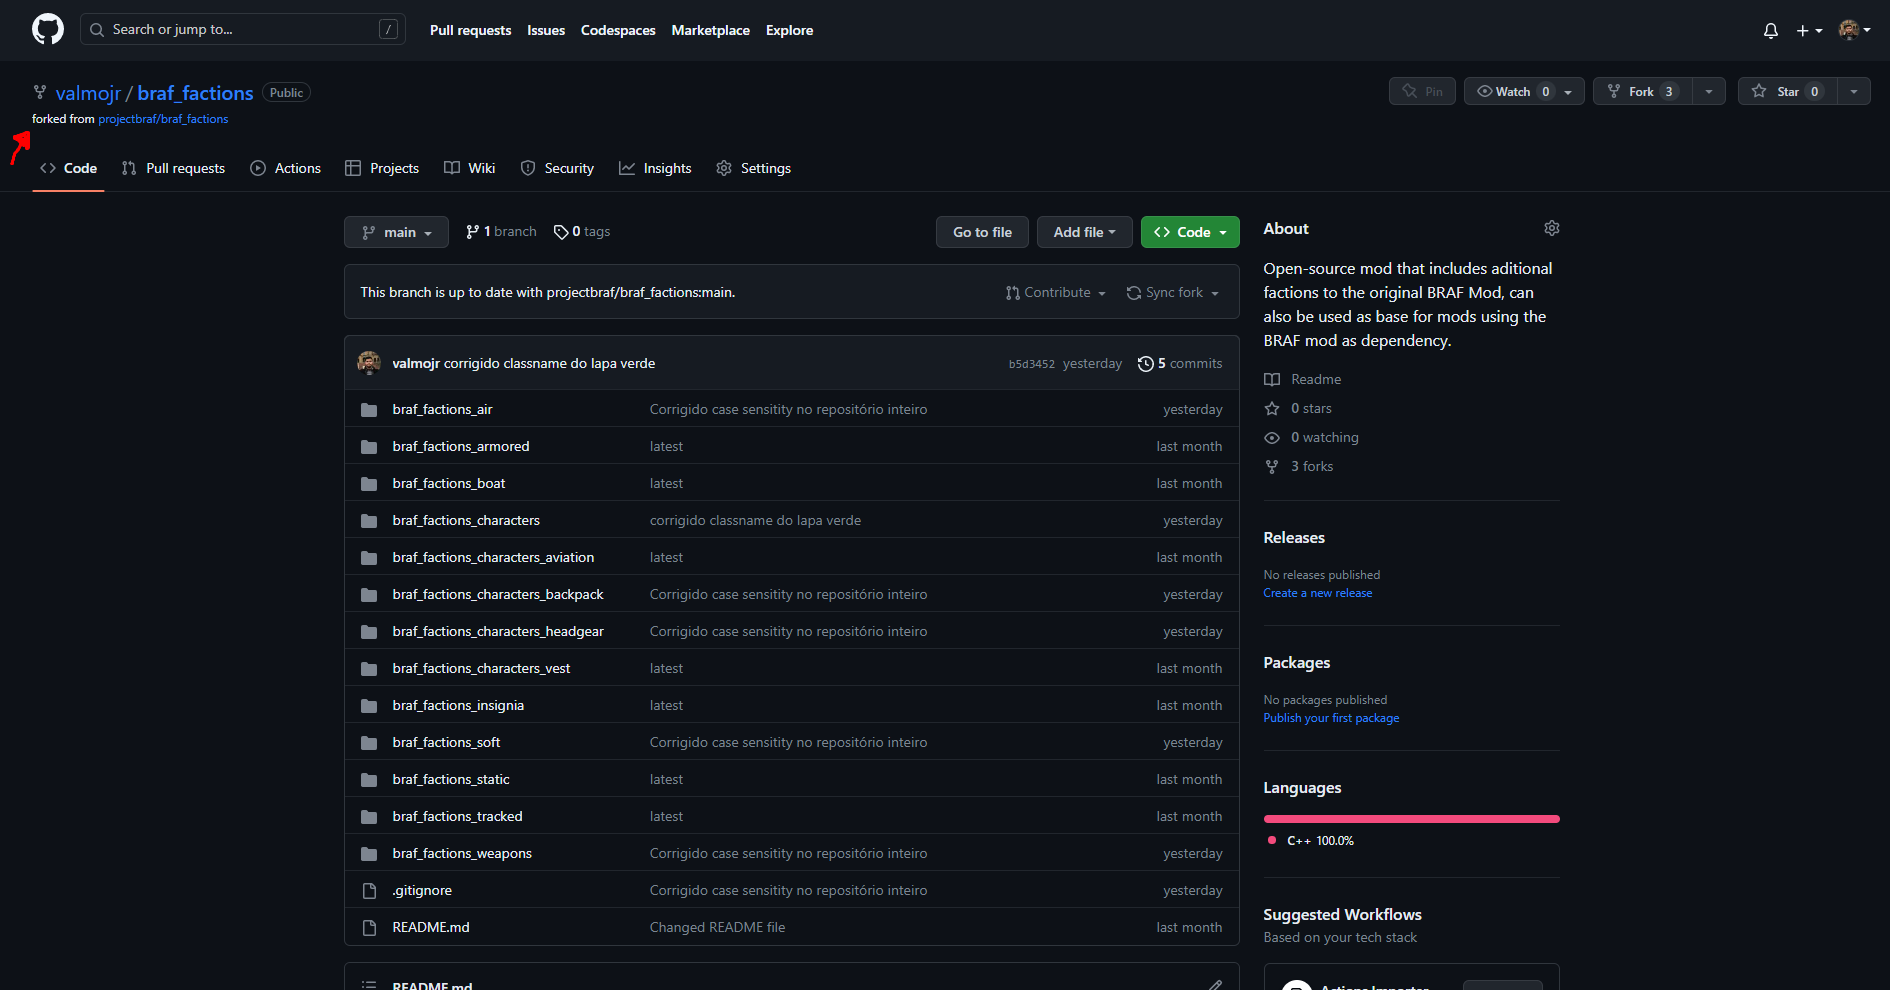 Search or jump to... /
Pull requests Issues Codespaces Marketplace Explore
valmojr / braf_factions Public
Pin Watch 0 Fork 3 Star 0
forked from projectbraf/braf_factions
Code Pull requests Actions Projects Wiki Security Insights Settings
main 1 branch 0 tags Go to file Add file Code
This branch is up to date with projectbraf/braf_factions:main. Contribute Sync fork
valmojr corrigido classname do lapa verde b5d3452 yesterday 5 commits
braf_factions_air Corrigido case sensitity no repositório inteiro yesterday
braf_factions_armored latest last month
braf_factions_boat latest last month
braf_factions_characters corrigido classname do lapa verde yesterday
braf_factions_characters_aviation latest last month
braf_factions_characters_backpack Corrigido case sensitity no repositório inteiro yesterday
braf_factions_characters_headgear Corrigido case sensitity no repositório inteiro yesterday
braf_factions_characters_vest latest last month
braf_factions_insignia latest last month
braf_factions_soft Corrigido case sensitity no repositório inteiro yesterday
braf_factions_static latest last month
braf_factions_tracked latest last month
braf_factions_weapons Corrigido case sensitity no repositório inteiro yesterday
.gitignore Corrigido case sensitity no repositório inteiro yesterday
README.md Changed README file last month
README.md
About
Open-source mod that includes aditional
factions to the original BRAF Mod, can
also be used as base for mods using the
BRAF mod as dependency.
Readme
0 stars
0 watching
3 forks
Releases
No releases published
Create a new release
Packages
No packages published
Publish your first package
Languages
C++ 100.0%
Suggested Workflows
Based on your tech stack
Actions Importer